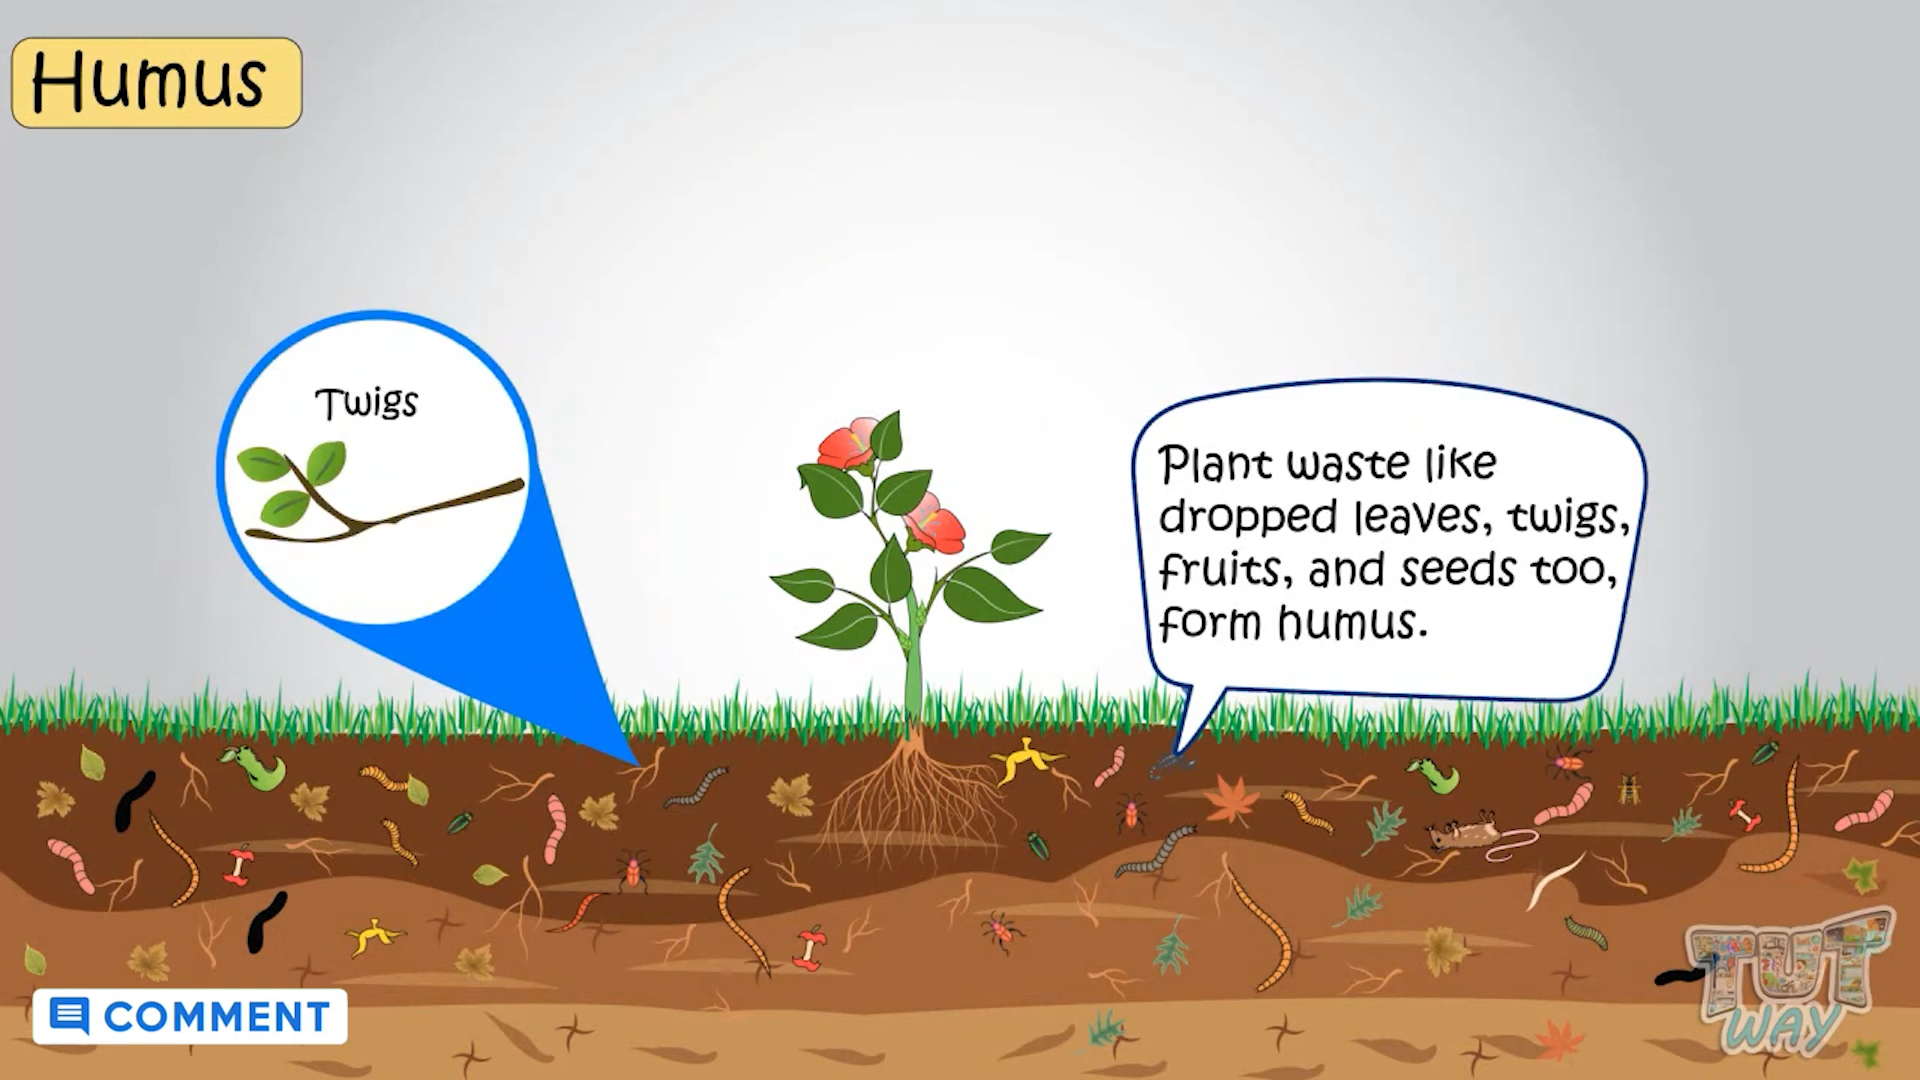 Humus
Twigs
Plant waste like
dropped leaves, twigs,
fruits, and seeds too,
form humus.
COMMENT
TUT
WAY